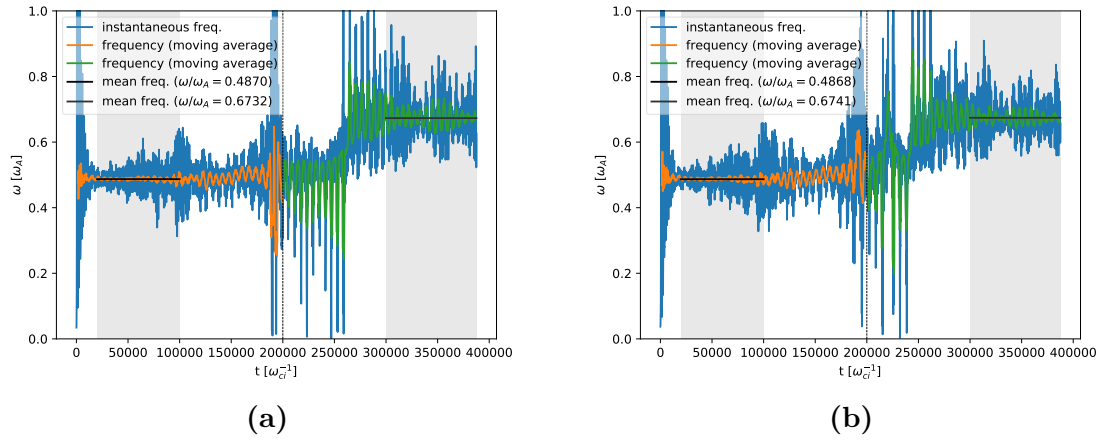 instantaneous freq.
frequency (moving average)
frequency (moving average)
mean freq. (ω/ω_A = 0.4870)
mean freq. (ω/ω_A = 0.6732)
1.0
0.8
0.6
0.4
0.2
0.0
ω [ω_A]
0 50000 100000 150000 200000 250000 300000 350000 400000
t [ω_{ci}^{-1}]
(a)
instantaneous freq.
frequency (moving average)
frequency (moving average)
mean freq. (ω/ω_A = 0.4868)
mean freq. (ω/ω_A = 0.6741)
1.0
0.8
0.6
0.4
0.2
0.0
ω [ω_A]
0 50000 100000 150000 200000 250000 300000 350000 400000
t [ω_{ci}^{-1}]
(b)